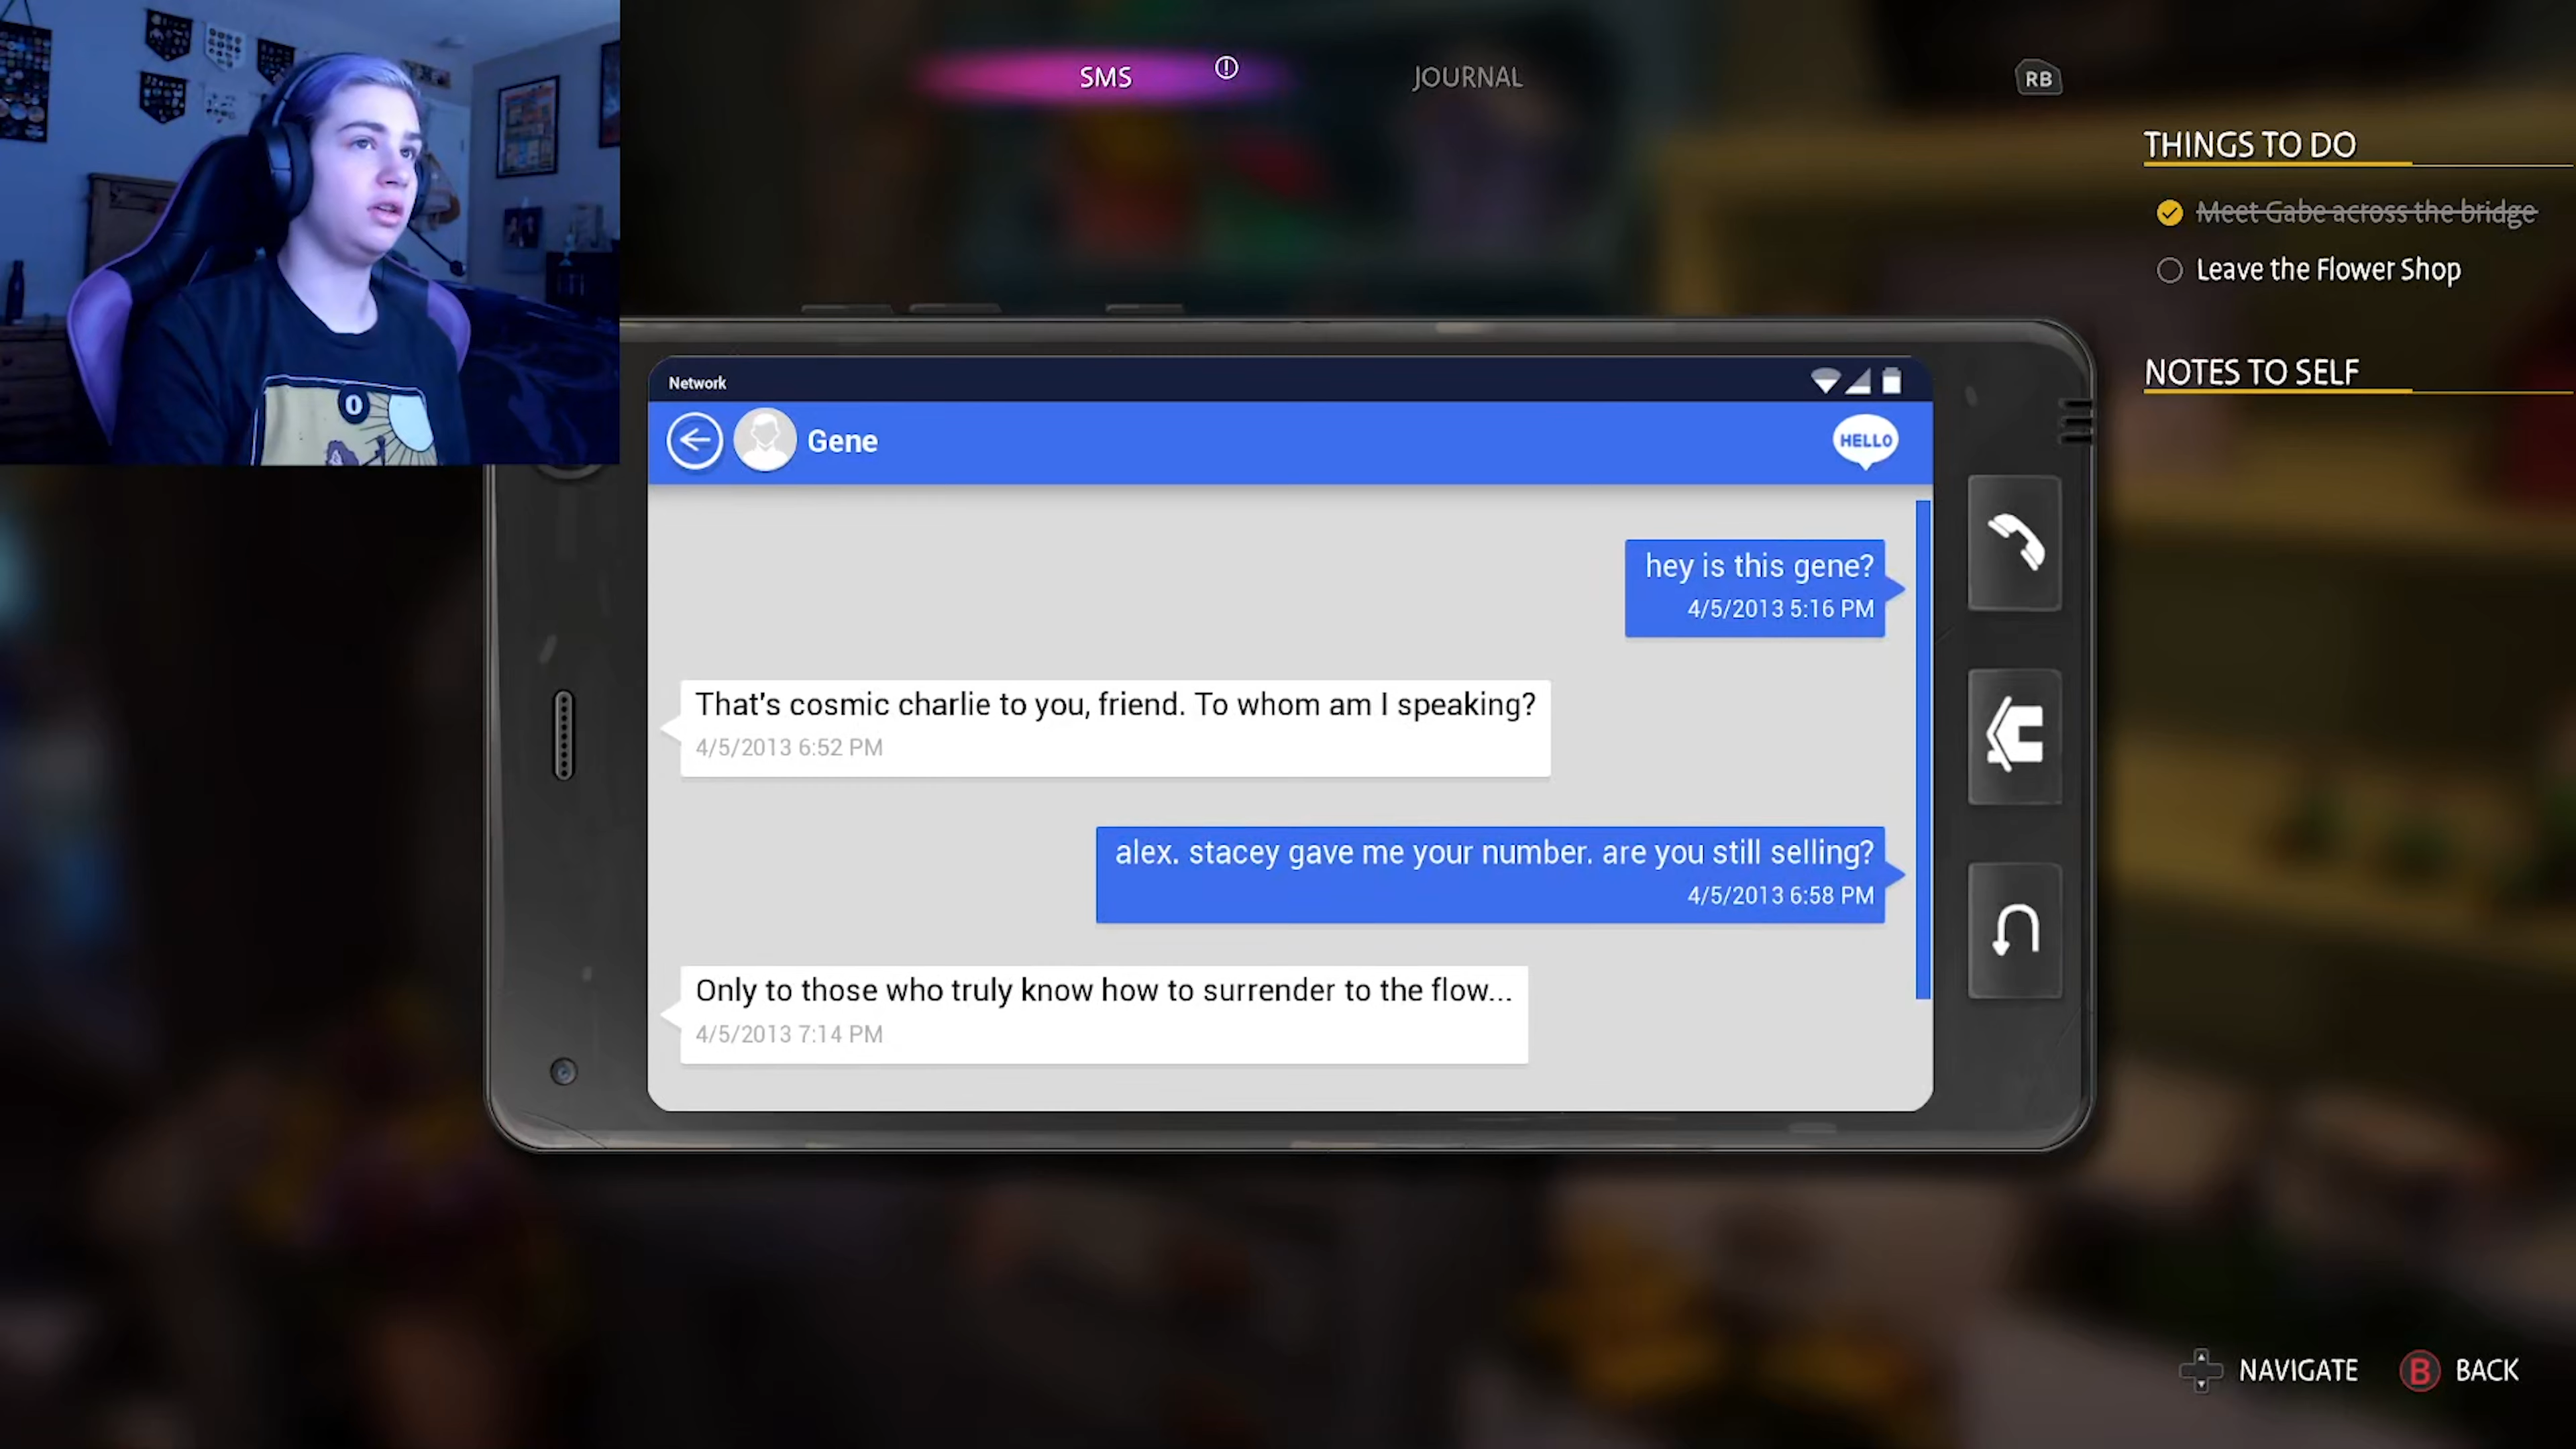 SMS
JOURNAL
RB
THINGS TO DO
Meet Gabe across the bridge
Leave the Flower Shop
NOTES TO SELF
Network
Gene
HELLO
hey is this gene?
4/5/2013 5:16 PM
That's cosmic charlie to you, friend. To whom am I speaking?
4/5/2013 6:52 PM
alex. stacey gave me your number. are you still selling?
4/5/2013 6:58 PM
Only to those who truly know how to surrender to the flow...
4/5/2013 7:14 PM
NAVIGATE
B BACK
0